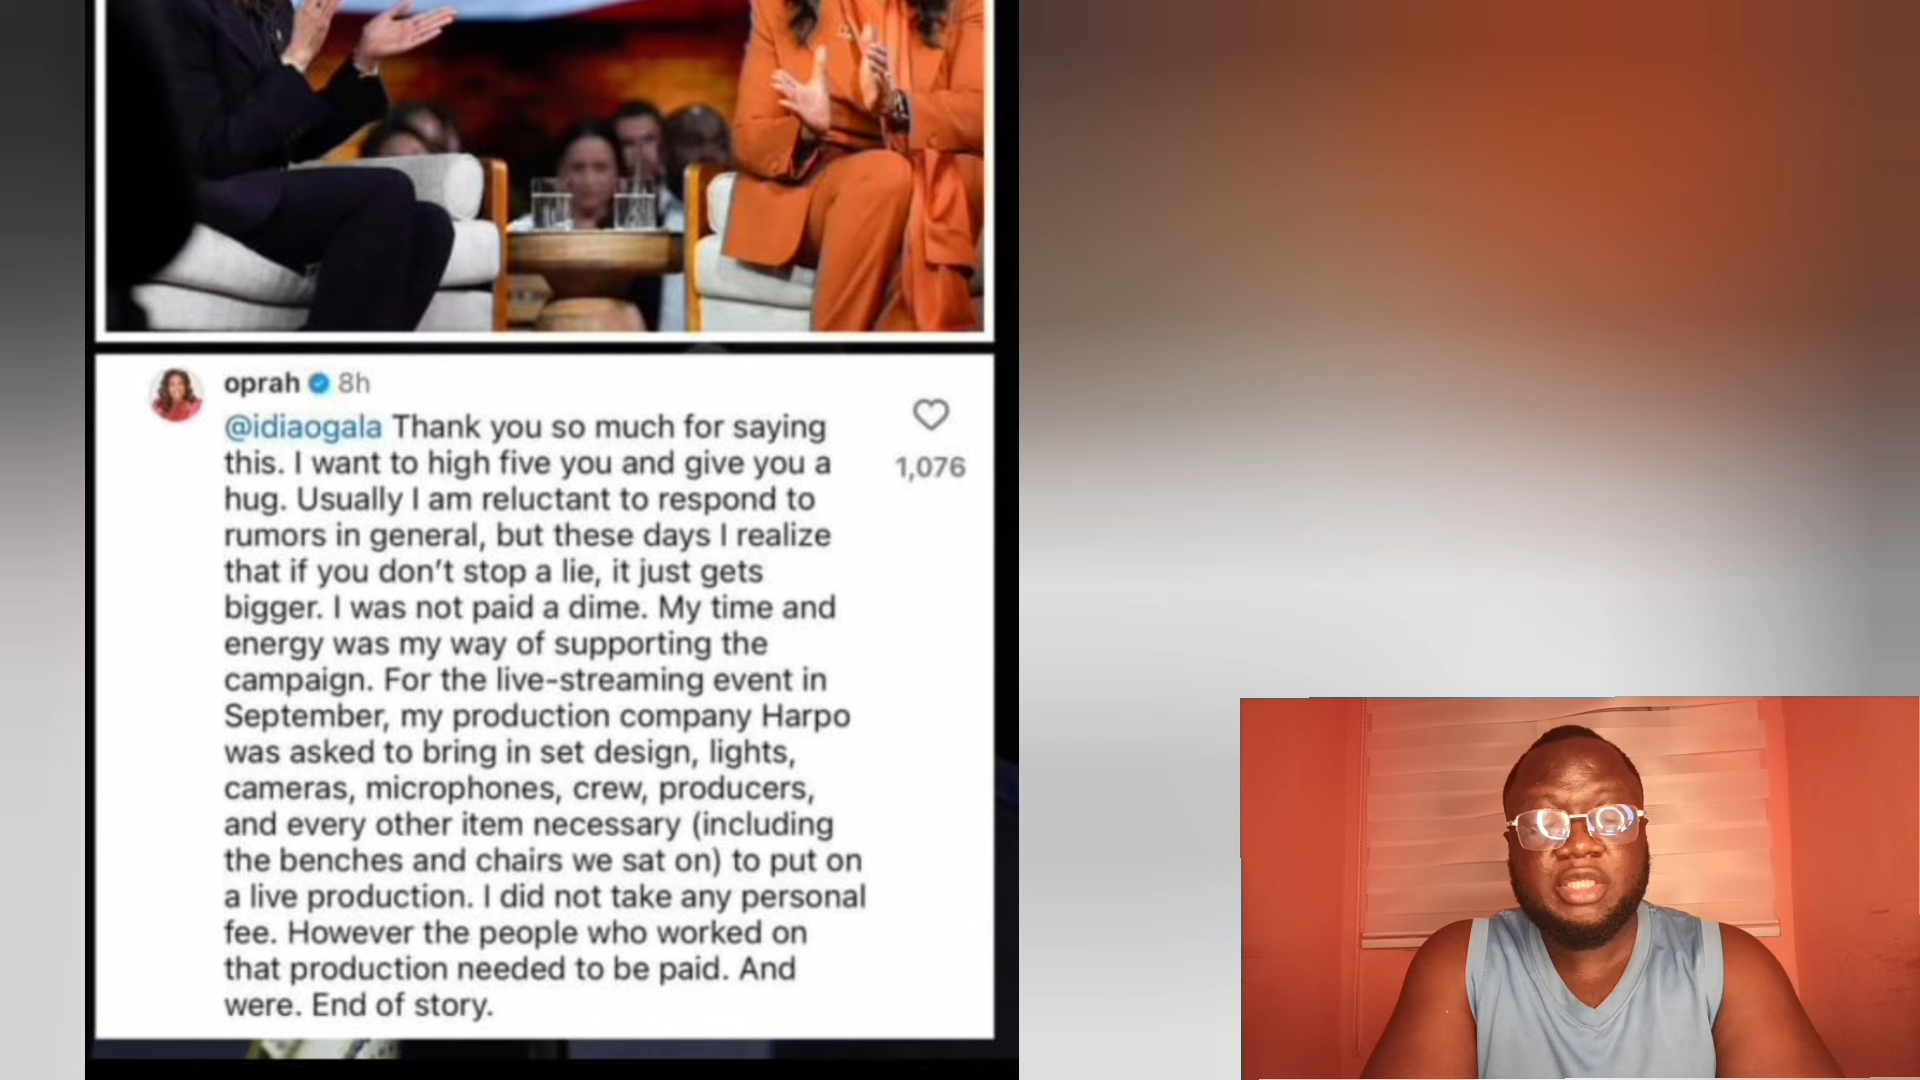 oprah 8h
@idiaogala Thank you so much for saying
this. I want to high five you and give you a
hug. Usually I am reluctant to respond to
rumors in general, but these days I realize
that if you don't stop a lie, it just gets
bigger. I was not paid a dime. My time and
energy was my way of supporting the
campaign. For the live-streaming event in
September, my production company Harpo
was asked to bring in set design, lights,
cameras, microphones, crew, producers,
and every other item necessary (including
the benches and chairs we sat on) to put on
a live production. I did not take any personal
fee. However the people who worked on
that production needed to be paid. And
were. End of story.
1,076